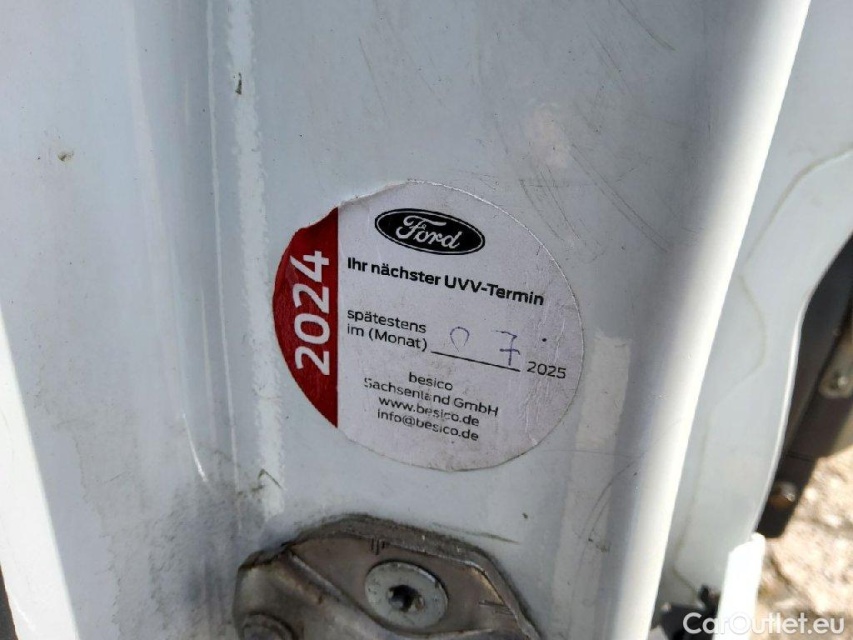 Ford
2024
Ihr nächster UVV-Termin
spätestens
im (Monat) 07 2025
besico
Sachsenland GmbH
www.besico.de
info@besico.de
CarOutlet.eu